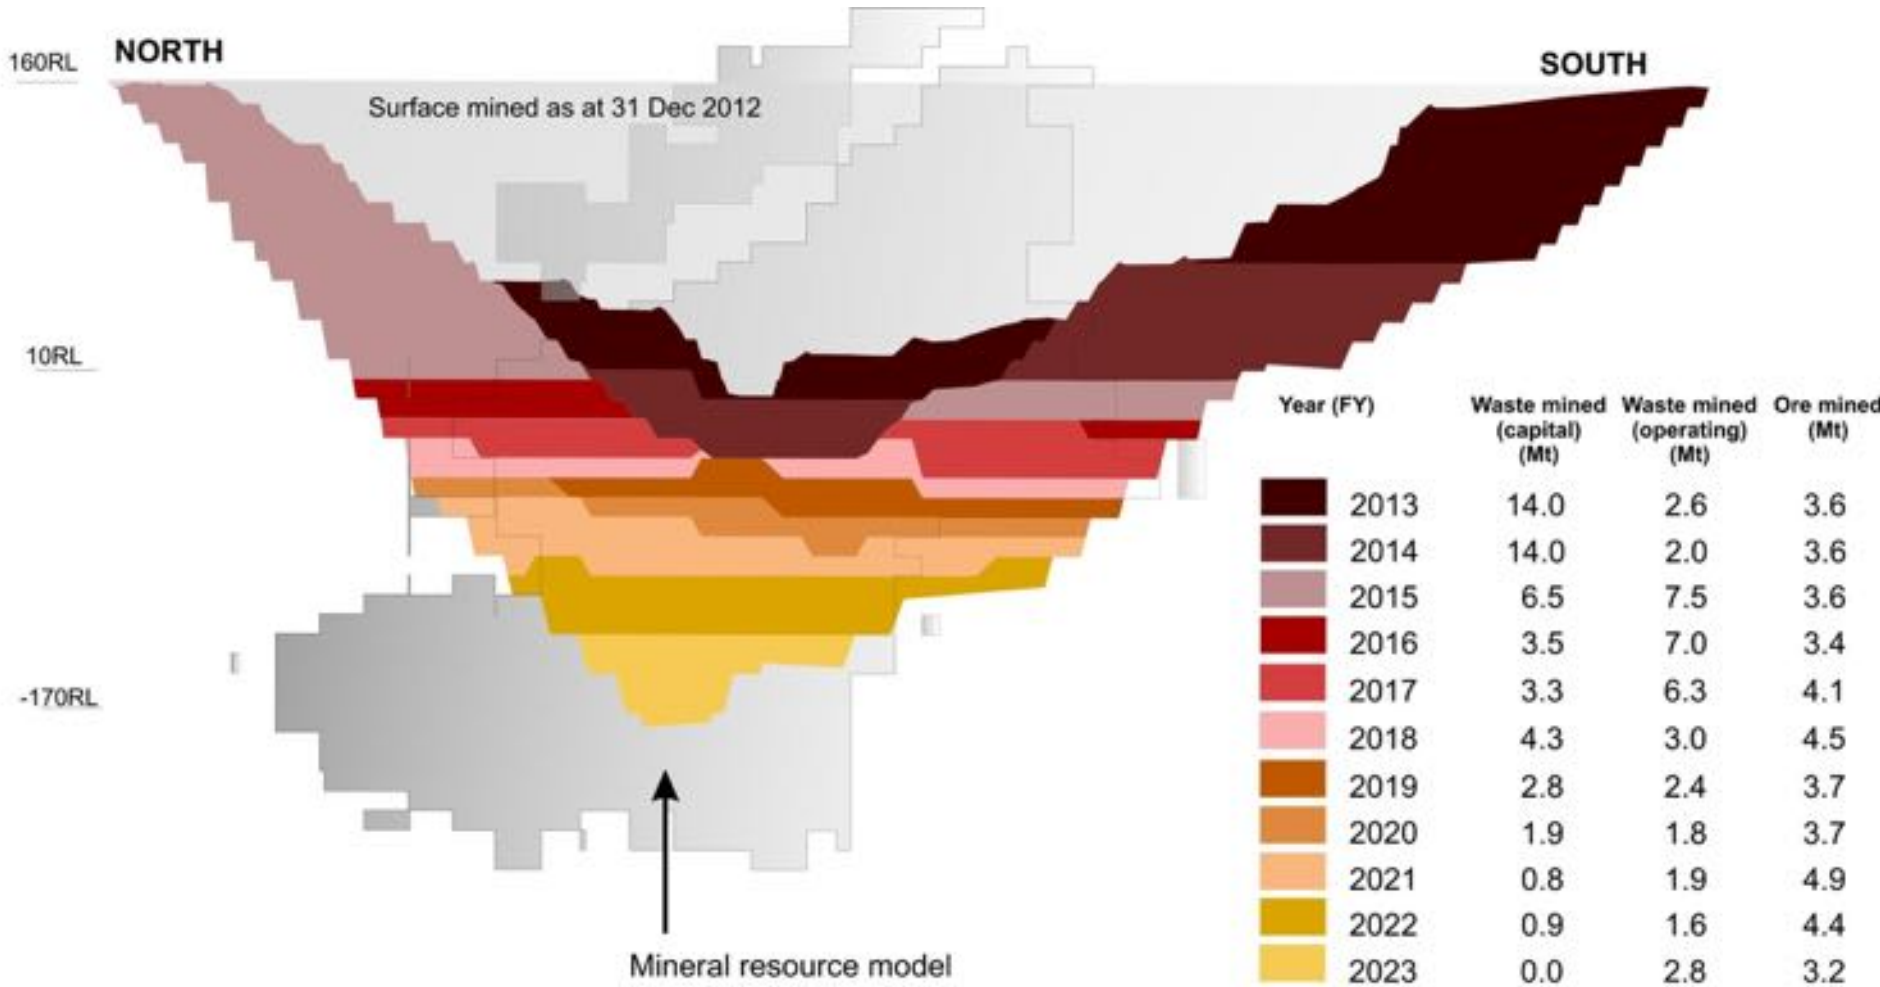 NORTH
160RL
SOUTH
Surface mined as at 31 Dec 2012
10RL
-170RL
Year (FY) Waste mined (capital) (Mt) Waste mined (operating) (Mt) Ore mined (Mt)
2013 14.0 2.6 3.6
2014 14.0 2.0 3.6
2015 6.5 7.5 3.6
2016 3.5 7.0 3.4
2017 3.3 6.3 4.1
2018 4.3 3.0 4.5
2019 2.8 2.4 3.7
2020 1.9 1.8 3.7
2021 0.8 1.9 4.9
2022 0.9 1.6 4.4
2023 0.0 2.8 3.2
Mineral resource model